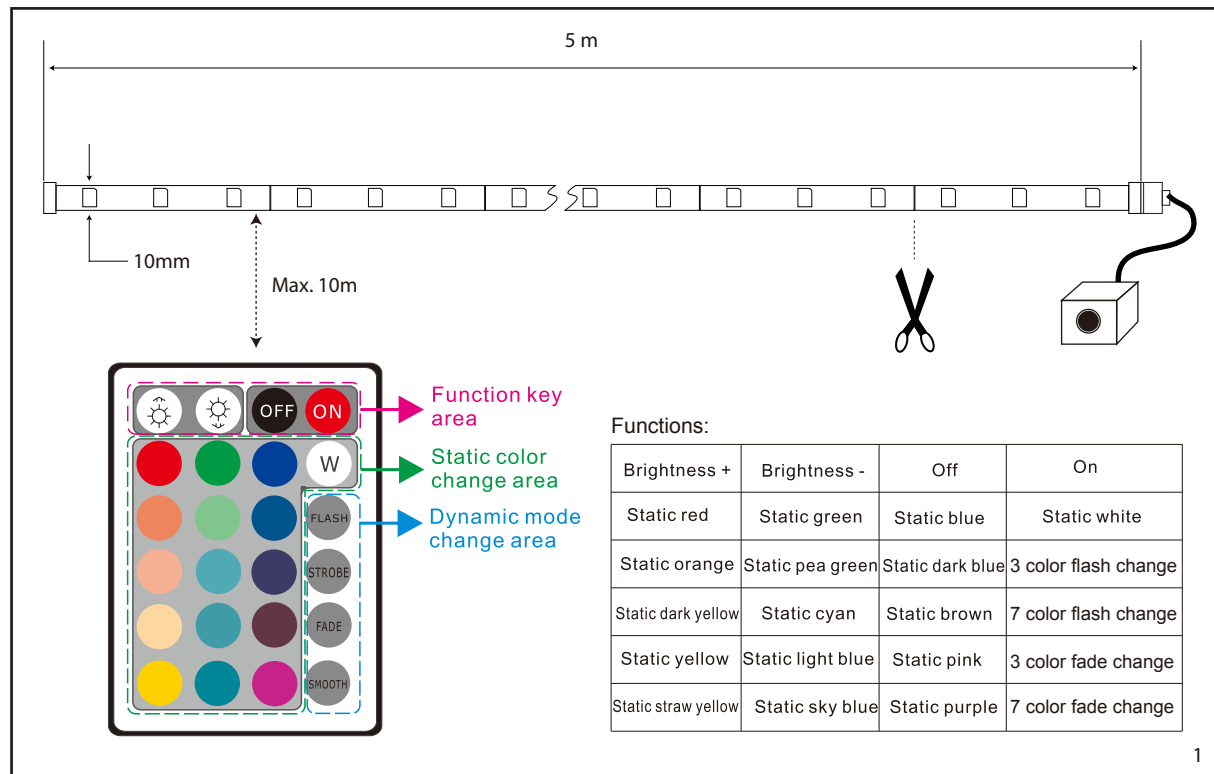 5 m
10mm
Max. 10m
OFF ON
W
FLASH
STROBE
FADE
SMOOTH
Function key
area
Static color
change area
Dynamic mode
change area
Functions:
Brightness + Brightness - Off On
Static red Static green Static blue Static white
Static orange Static pea green Static dark blue 3 color flash change
Static dark yellow Static cyan Static brown 7 color flash change
Static yellow Static light blue Static pink 3 color fade change
Static straw yellow Static sky blue Static purple 7 color fade change
1